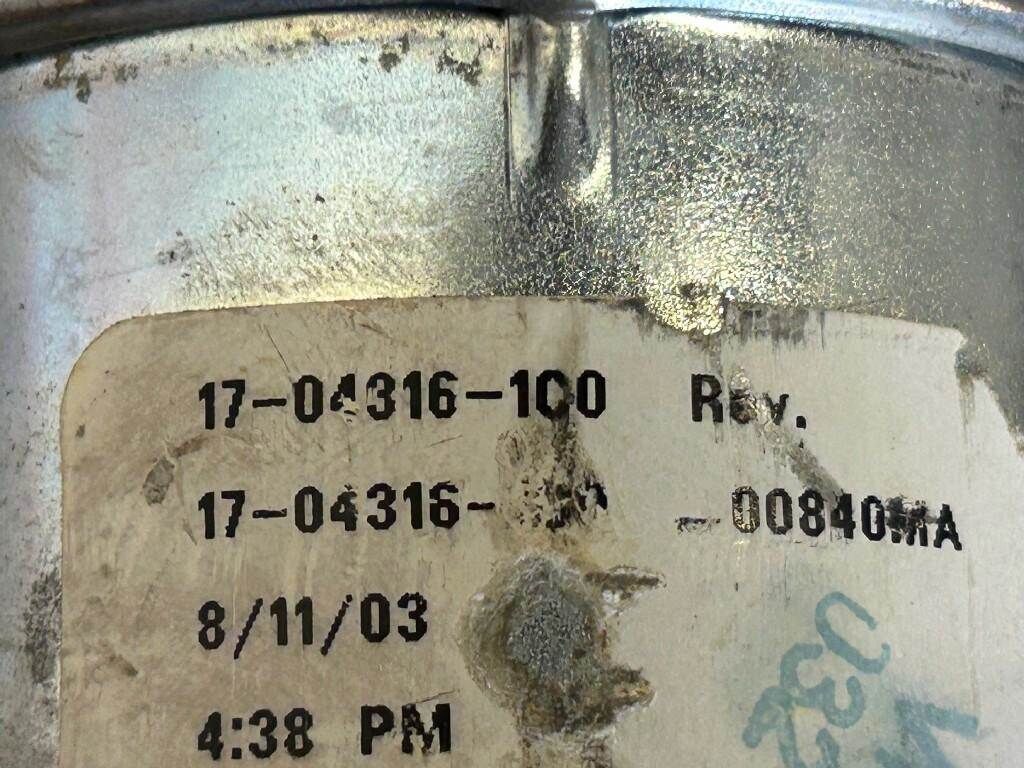 17-04316-100 Rev.
17-04316- 00840MA
8/11/03
4:38 PM